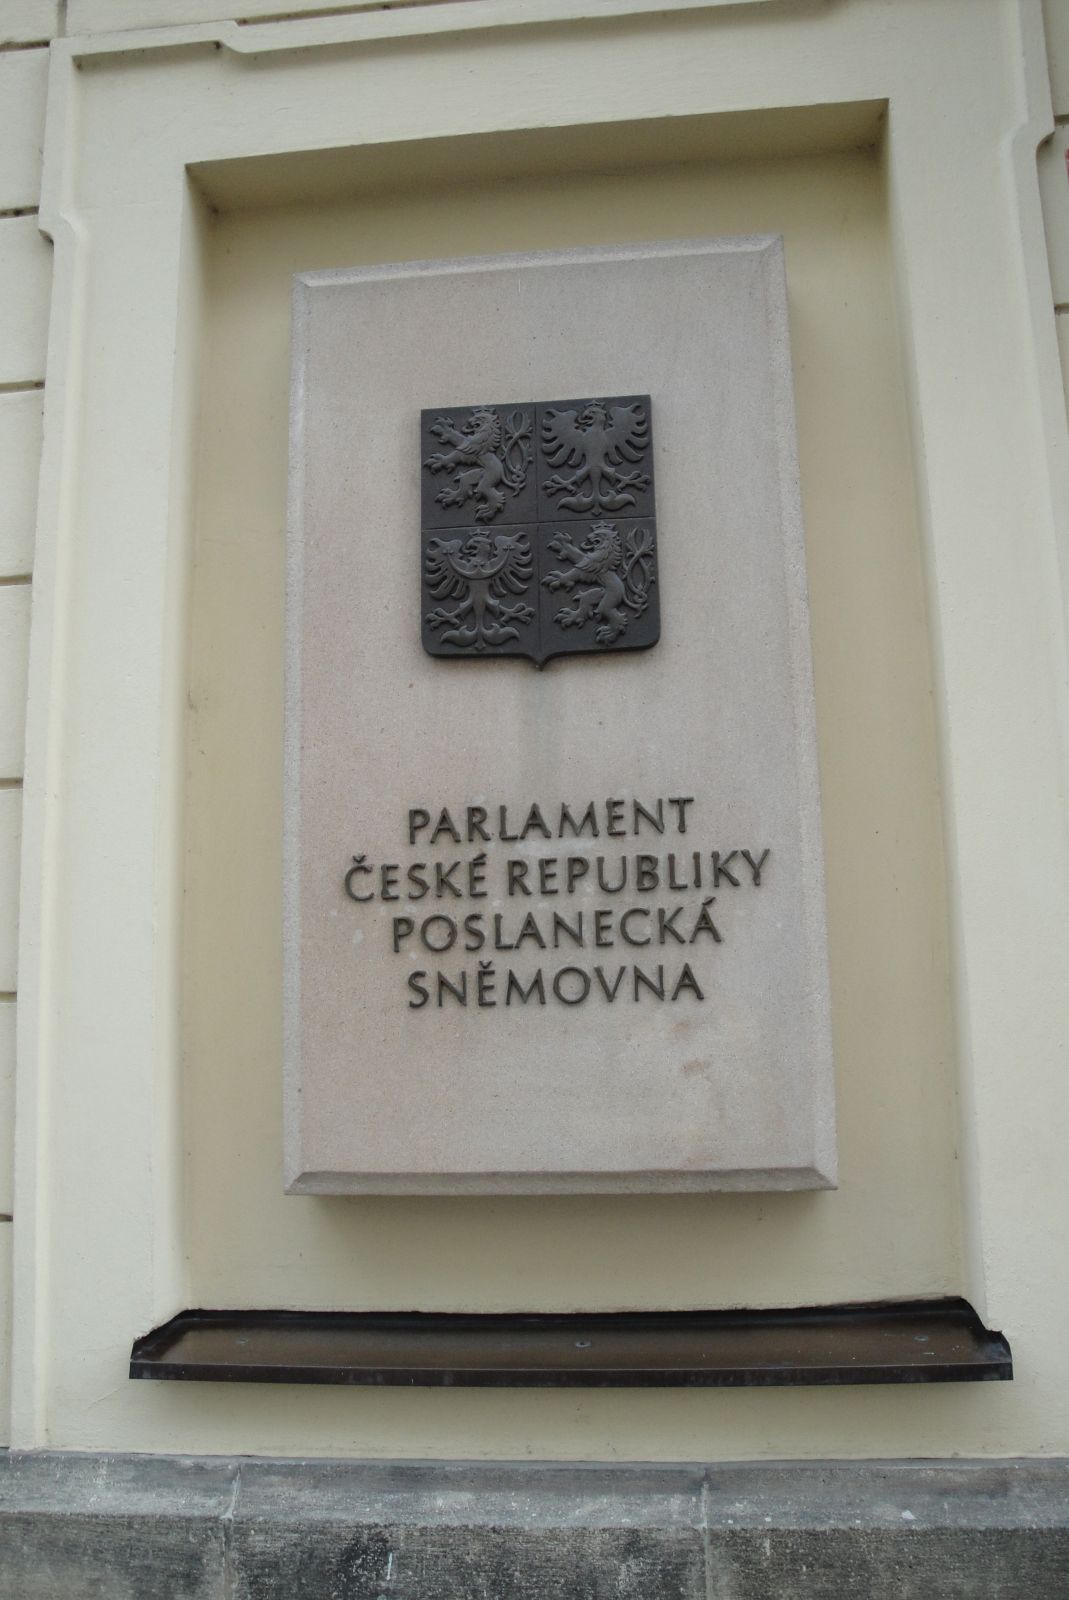 PARLAMENT
ČESKÉ REPUBLIKY
POSLANECKÁ
SNĚMOVNA